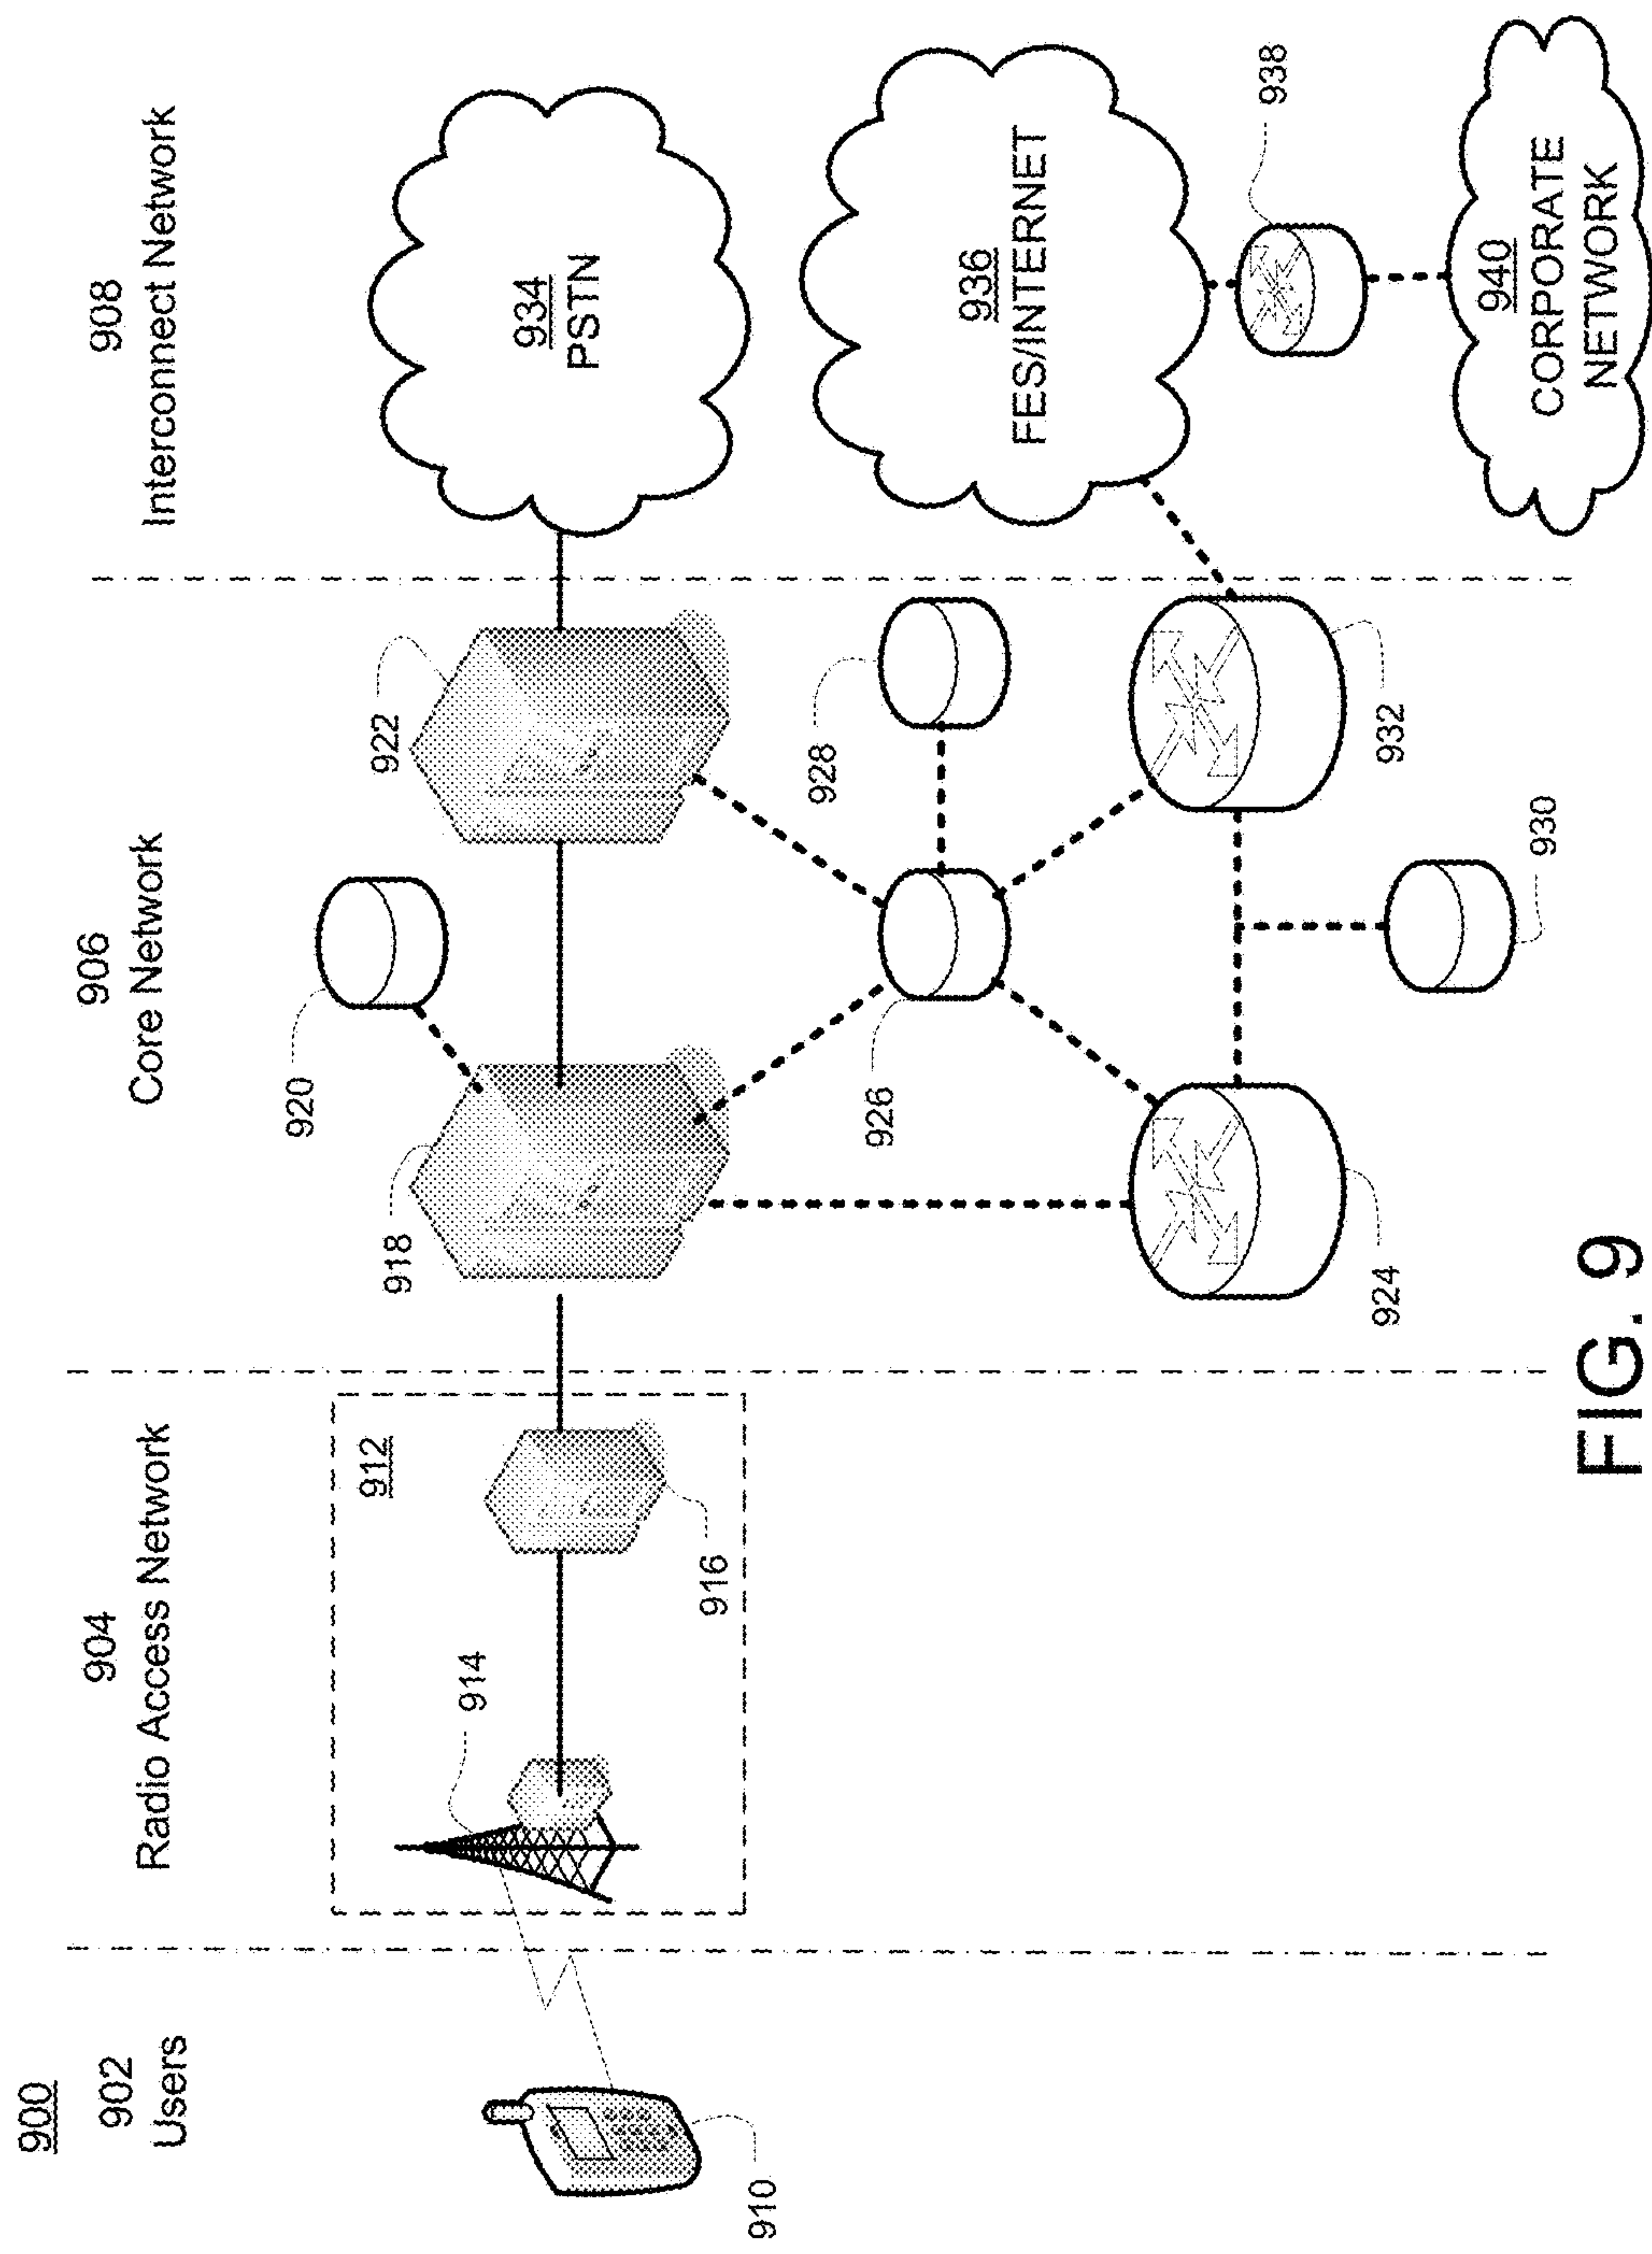 900
902
Users
904
Radio Access Network
906
Core Network
908
Interconnect Network
910
912
914
916
918
920
922
924
926
928
930
932
934
PSTN
936
FES/INTERNET
938
940
CORPORATE
NETWORK
FIG. 9